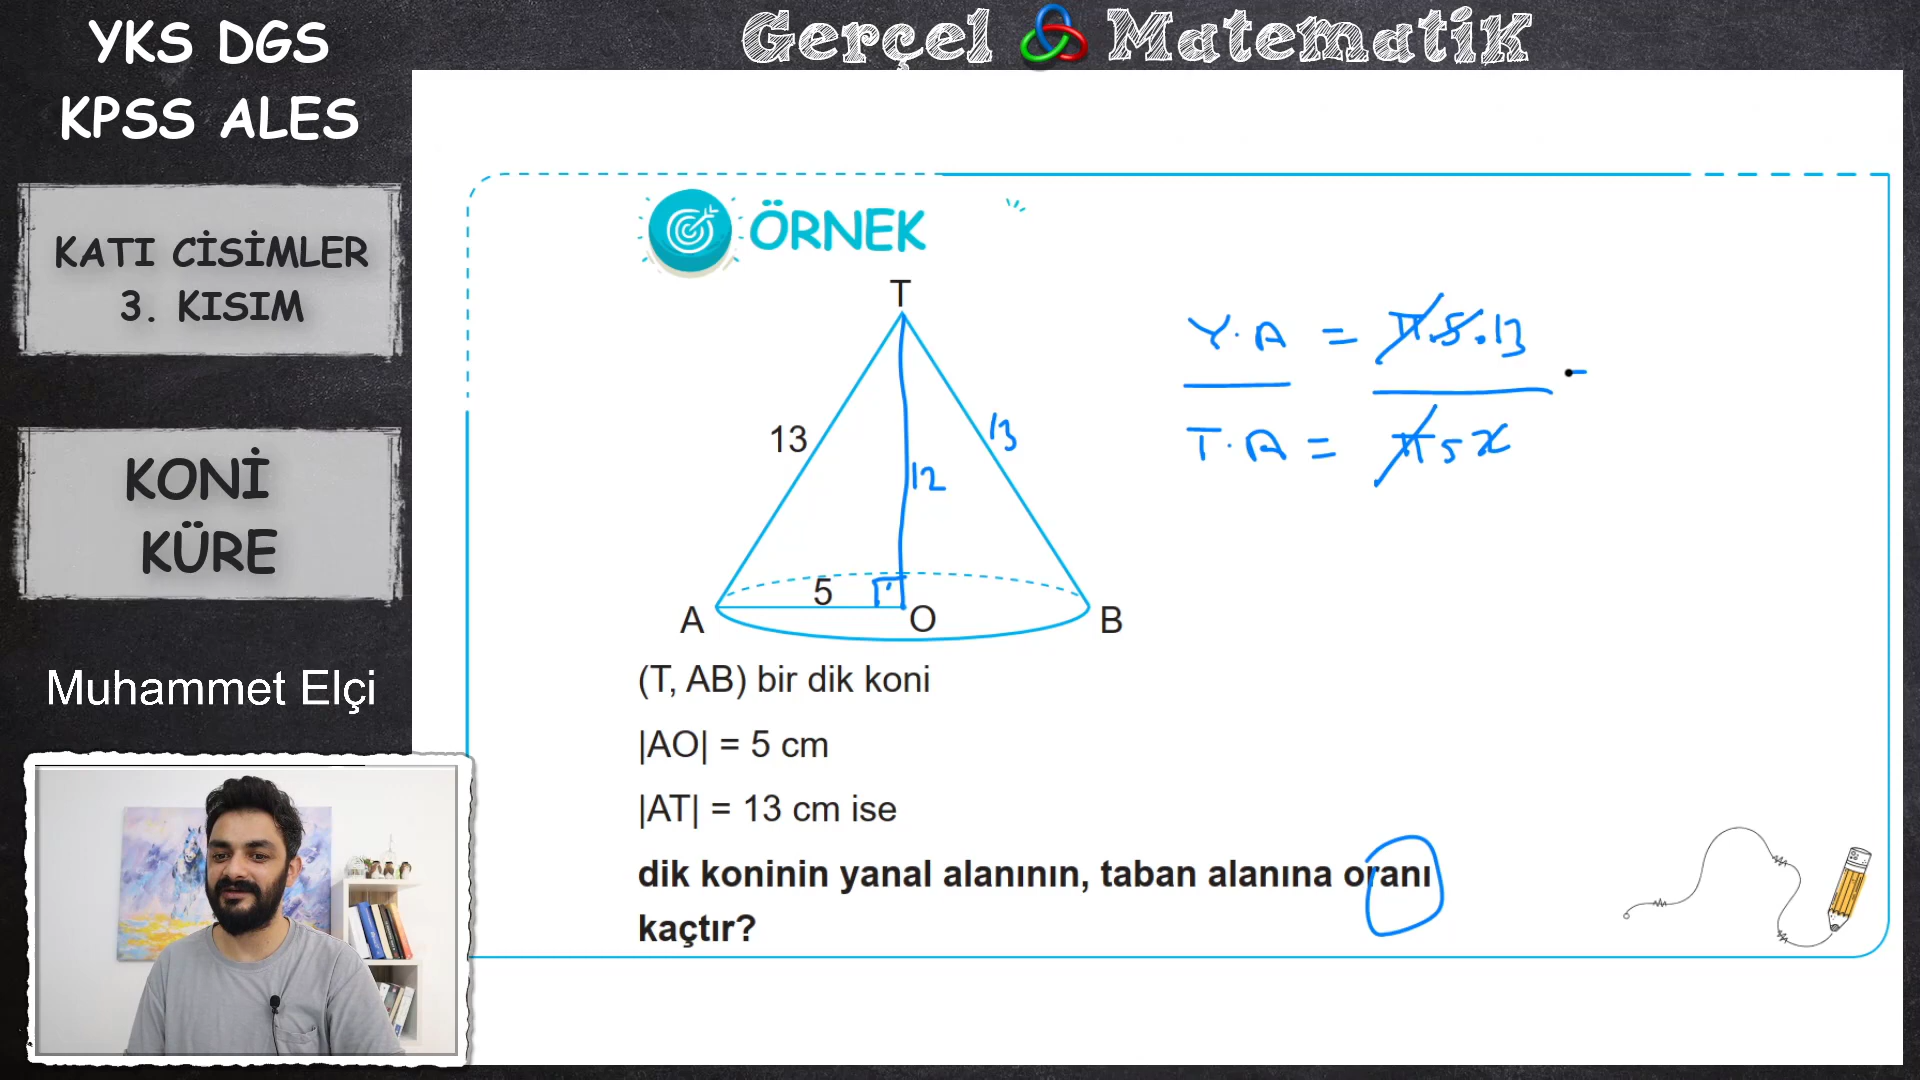 YKS DGS
KPSS ALES
Gerçel Matematik
KATI CİSİMLER
3. KISIM
KONİ
KÜRE
Muhammet Elçi
ÖRNEK
T
13
13
12
5
A
O
B
Y.A = π.5.13
T.A = π 5
(T, AB) bir dik koni
|AO| = 5 cm
|AT| = 13 cm ise
dik koninin yanal alanının, taban alanına oranı
kaçtır?